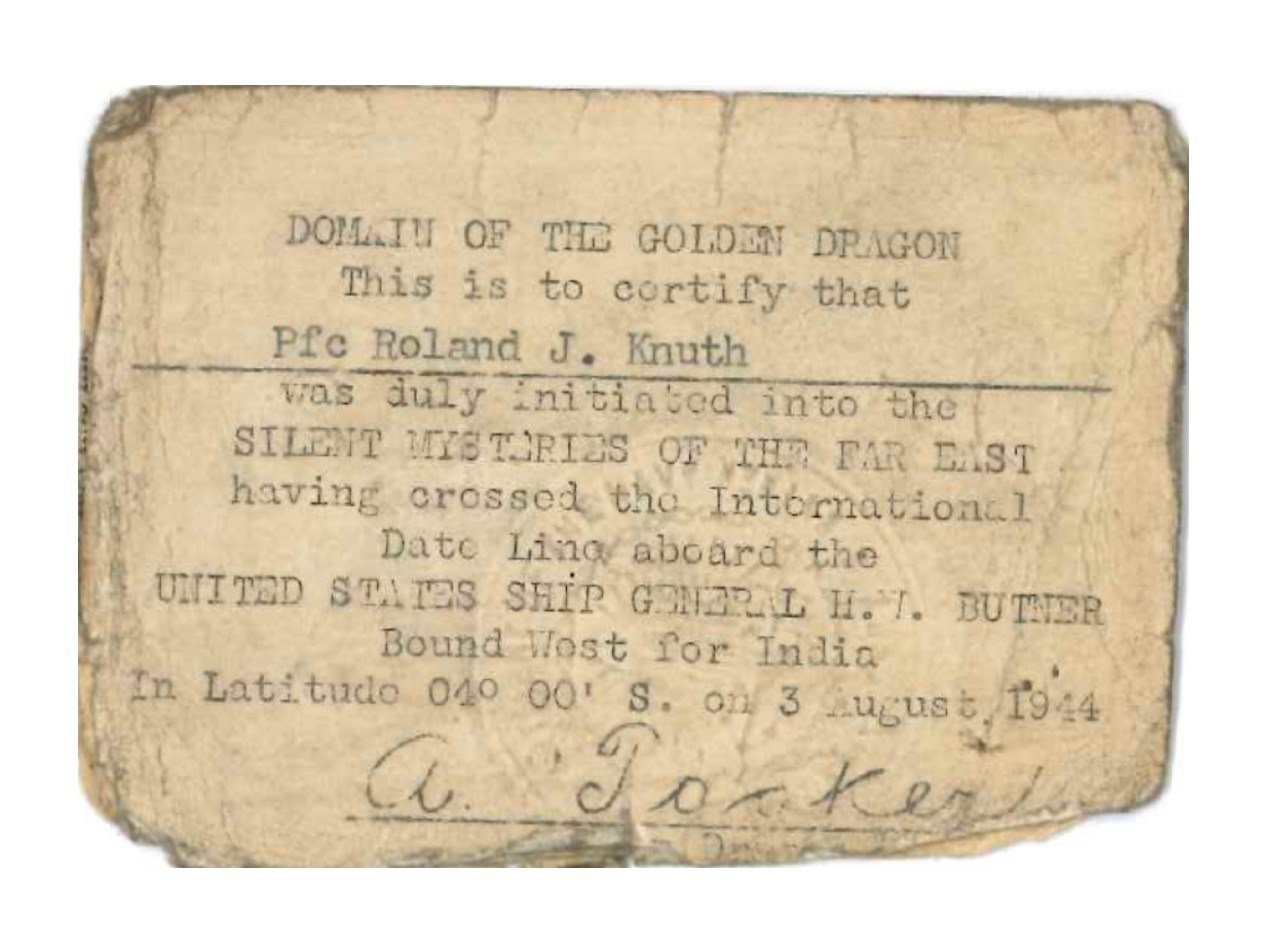 DOMAIN OF THE GOLDEN DRAGON
This is to certify that
Pfc Roland J. Knuth
was duly initiated into the
SILENT MYSTERIES OF THE FAR EAST
having crossed the International
Date Line aboard the
UNITED STATES SHIP GENERAL H.W. BUTNER
Bound West for India
In Latitude 04° 00' S. on 3 August, 1944
A.